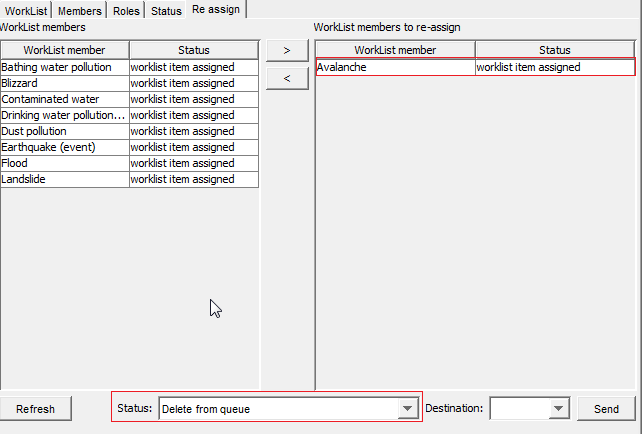 WorkList Members Roles Status Re assign
WorkList members WorkList members to re-assign
WorkList member Status > WorkList member Status
Bathing water pollution worklist item assigned < Avalanche worklist item assigned
Blizzard worklist item assigned
Contaminated water worklist item assigned
Drinking water pollution... worklist item assigned
Dust pollution worklist item assigned
Earthquake (event) worklist item assigned
Flood worklist item assigned
Landslide worklist item assigned
Refresh Status: Delete from queue Destination: Send